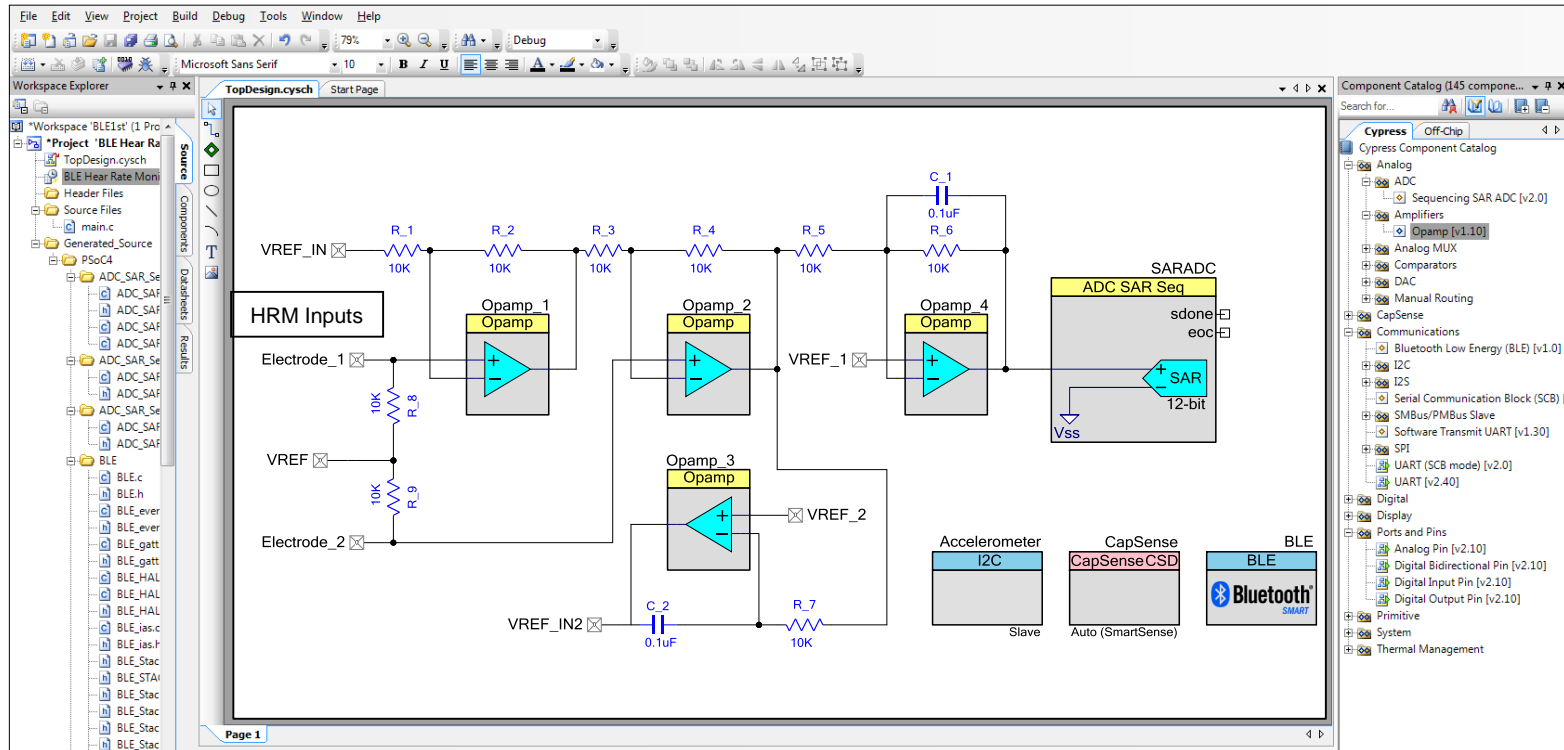 File Edit View Project Build Debug Tools Window Help
79% Debug
Microsoft Sans Serif 10 B I U A
Workspace Explorer
*Workspace 'BLE1st' (1 Pro
*Project 'BLE Hear Ra
TopDesign.cysch
BLE Hear Rate Moni
Header Files
Source Files
main.c
Generated_Source
PSoC4
ADC_SAR_Se
ADC_SAF
ADC_SAF
ADC_SAF
ADC_SAF
ADC_SAR_Se
ADC_SAF
ADC_SAF
ADC_SAR_Se
ADC_SAF
ADC_SAF
BLE
BLE.c
BLE.h
BLE_ever
BLE_ever
BLE_gatt
BLE_gatt
BLE_HAL
BLE_HAL
BLE_HAL
BLE_ias.c
BLE_ias.h
BLE_Stac
BLE_STA
BLE_Stac
BLE_Stac
BLE_Stac
BLE_Stac
BLE_Stac
Source
Components
Datasheets
Results
TopDesign.cysch Start Page
T
C_1
0.1uF
VREF_IN
R_1
10K
R_2
10K
R_3
10K
R_4
10K
R_5
10K
R_6
10K
HRM Inputs
Opamp_1
Opamp
Opamp_2
Opamp
Opamp_4
Opamp
SARADC
ADC SAR Seq
sdone
eoc
SAR
12-bit
Vss
Electrode_1
VREF_1
10K
R_8
VREF
10K
R_9
Electrode_2
Opamp_3
Opamp
VREF_2
VREF_IN2
C_2
0.1uF
R_7
10K
Accelerometer
I2C
Slave
CapSense
CapSense CSD
Auto (SmartSense)
BLE
BLE
Bluetooth
SMART
Page 1
Component Catalog (145 compone...
Search for...
Cypress Off-Chip
Cypress Component Catalog
Analog
ADC
Sequencing SAR ADC [v2.0]
Amplifiers
Opamp [v1.10]
Analog MUX
Comparators
DAC
Manual Routing
CapSense
Communications
Bluetooth Low Energy (BLE) [v1.0]
I2C
I2S
Serial Communication Block (SCB) [
SMBus/PMBus Slave
Software Transmit UART [v1.30]
SPI
UART (SCB mode) [v2.0]
UART [v2.40]
Digital
Display
Ports and Pins
Analog Pin [v2.10]
Digital Bidirectional Pin [v2.10]
Digital Input Pin [v2.10]
Digital Output Pin [v2.10]
Primitive
System
Thermal Management